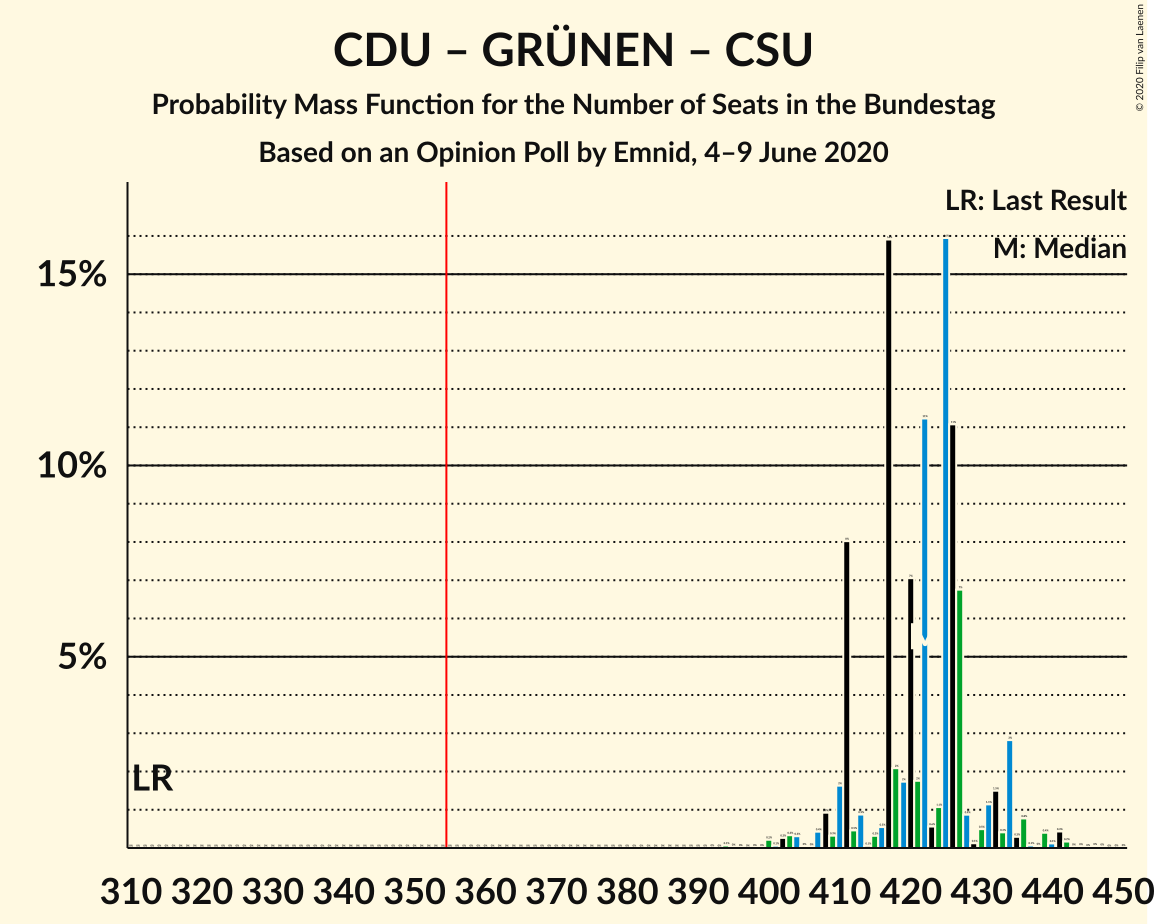 CDU – GRÜNEN – CSU
Probability Mass Function for the Number of Seats in the Bundestag
Based on an Opinion Poll by Emnid, 4–9 June 2020
© 2020 Filip van Laenen
LR: Last Result
M: Median
15%
10%
5%
LR
310 320 330 340 350 360 370 380 390 400 410 420 430 440 450